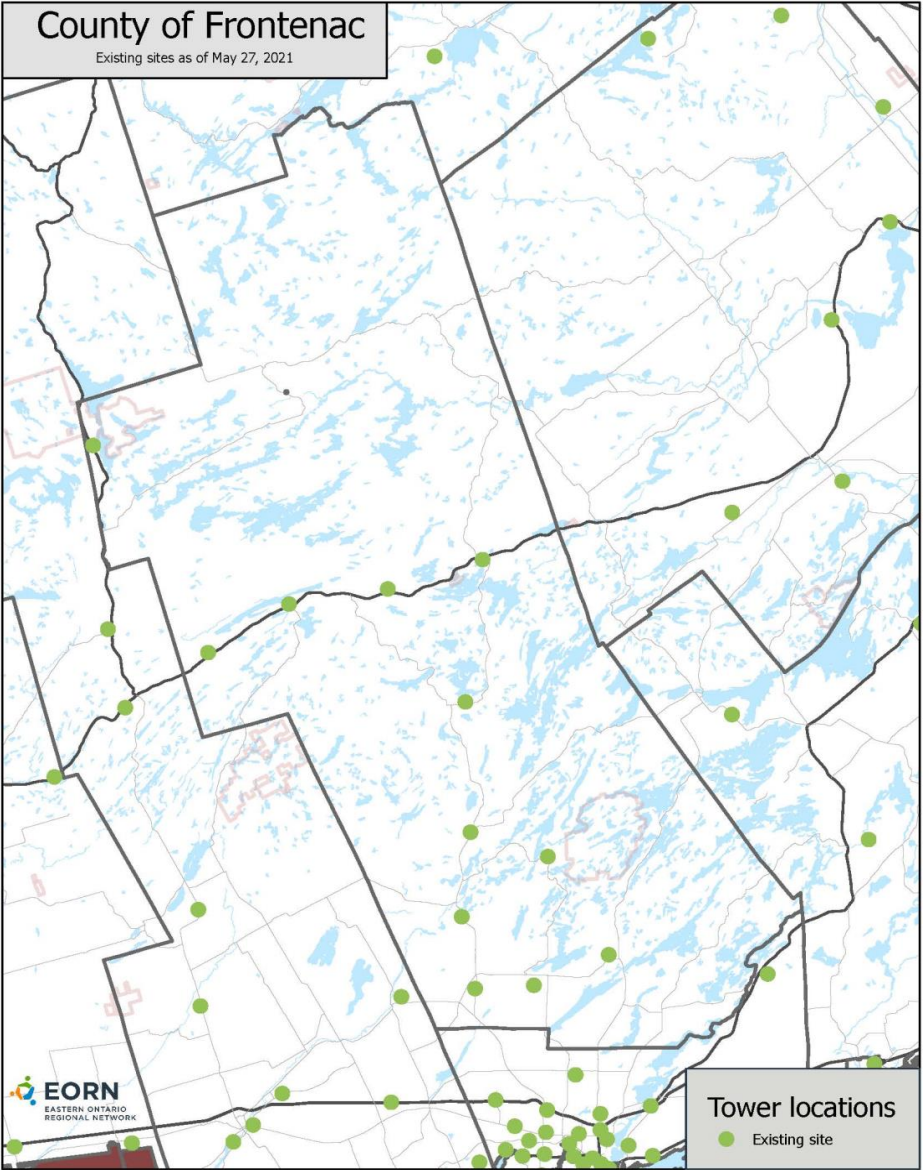 County of Frontenac
Existing sites as of May 27, 2021
EORN
EASTERN ONTARIO
REGIONAL NETWORK
Tower locations
Existing site